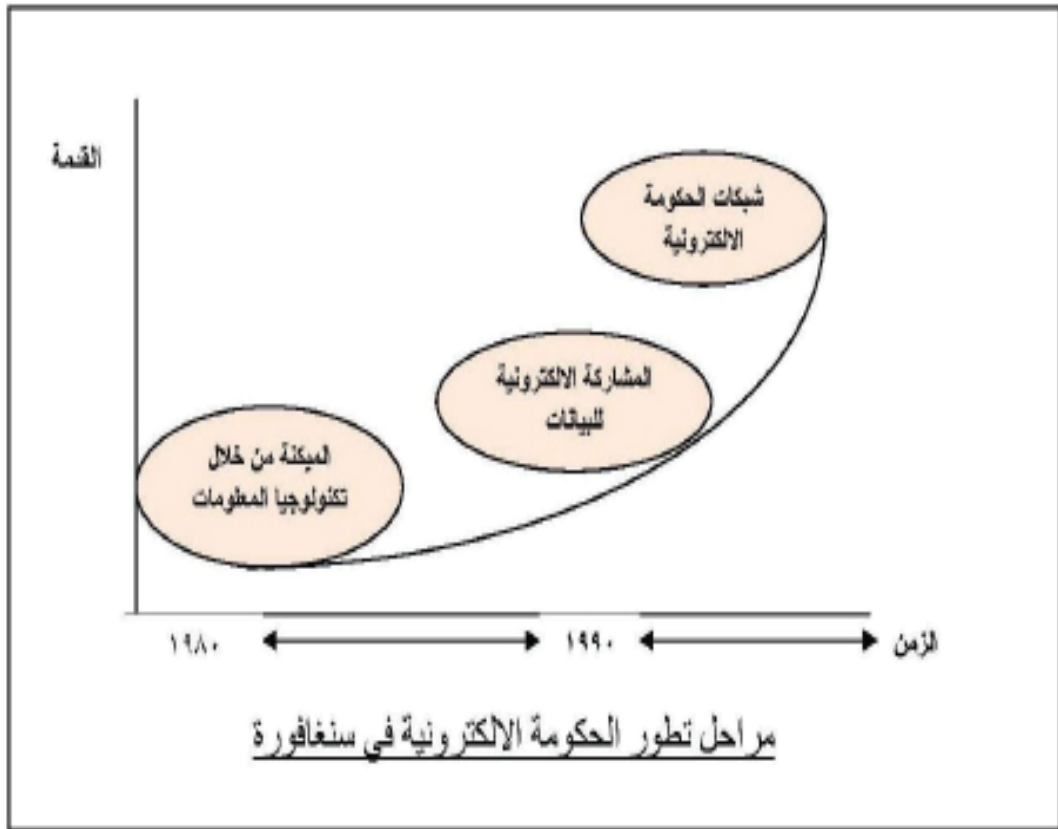 القيمة
شبكات الحكومة
الالكترونية
المشاركة الالكترونية
للبيانات
الميكنة من خلال
تكنولوجيا المعلومات
١٩٨٠
١٩٩٠
الزمن
مراحل تطور الحكومة الالكترونية في سنغافورة